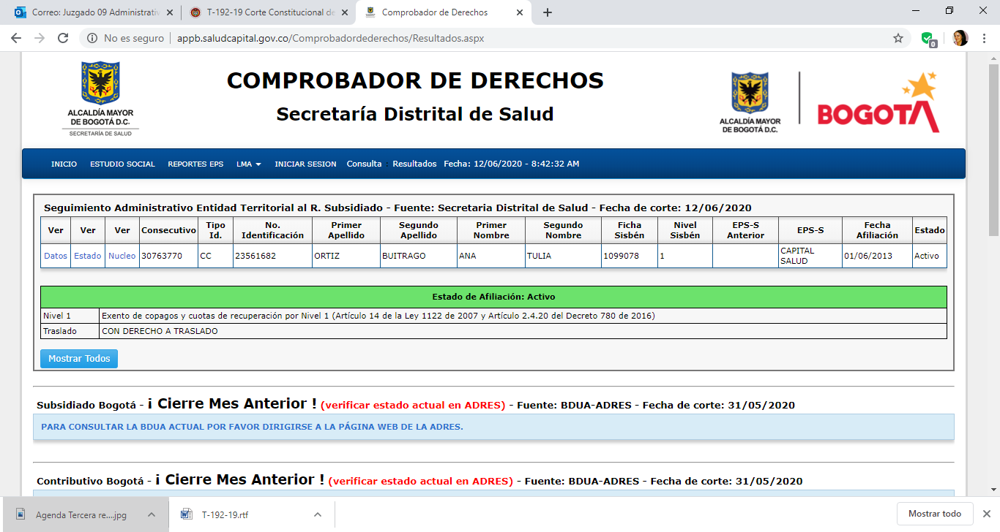 Correo: Juzgado 09 Administrativ
T-192-19 Corte Constitucional de
Comprobador de Derechos
No es seguro
appb.saludcapital.gov.co/Comprobadordederechos/Resultados.aspx
0
ALCALDÍA MAYOR
DE BOGOTÁ D.C.
SECRETARÍA DE SALUD
COMPROBADOR DE DERECHOS
Secretaría Distrital de Salud
ALCALDÍA MAYOR
DE BOGOTÁ D.C.
BOGOTÁ
INICIO ESTUDIO SOCIAL REPORTES EPS LMA INICIAR SESION Consulta : Resultados Fecha: 12/06/2020 - 8:42:32 AM
Seguimiento Administrativo Entidad Territorial al R. Subsidiado - Fuente: Secretaria Distrital de Salud - Fecha de corte: 12/06/2020
Ver Ver Ver Consecutivo Tipo Id. No. Identificación Primer Apellido Segundo Apellido Primer Nombre Segundo Nombre Ficha Sisbén Nivel Sisbén EPS-S Anterior EPS-S Fecha Afiliación Estado
Datos Estado Nucleo 30763770 CC 23561682 ORTIZ BUITRAGO ANA TULIA 1099078 1 CAPITAL SALUD 01/06/2013 Activo
Estado de Afiliación: Activo
Nivel 1 Exento de copagos y cuotas de recuperación por Nivel 1 (Artículo 14 de la Ley 1122 de 2007 y Artículo 2.4.20 del Decreto 780 de 2016)
Traslado CON DERECHO A TRASLADO
Mostrar Todos
Subsidiado Bogotá - ¡ Cierre Mes Anterior ! (verificar estado actual en ADRES) - Fuente: BDUA-ADRES - Fecha de corte: 31/05/2020
PARA CONSULTAR LA BDUA ACTUAL POR FAVOR DIRIGIRSE A LA PÁGINA WEB DE LA ADRES.
Contributivo Bogotá - ¡ Cierre Mes Anterior ! (verificar estado actual en ADRES) - Fuente: BDUA-ADRES - Fecha de corte: 31/05/2020
Agenda Tercera re....jpg
T-192-19.rtf
Mostrar todo